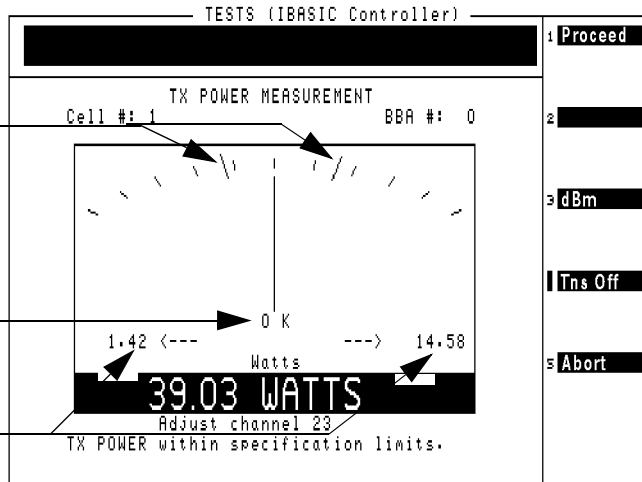 TESTS (IBASIC Controller)
1 Proceed
TX POWER MEASUREMENT
Cell #: 1 BBA #: 0
2
3 dBm
Tns Off
O K
1.42 <--- ---> 14.58
Watts
5 Abort
39.03 WATTS
Adjust channel 23
TX POWER within specification limits.